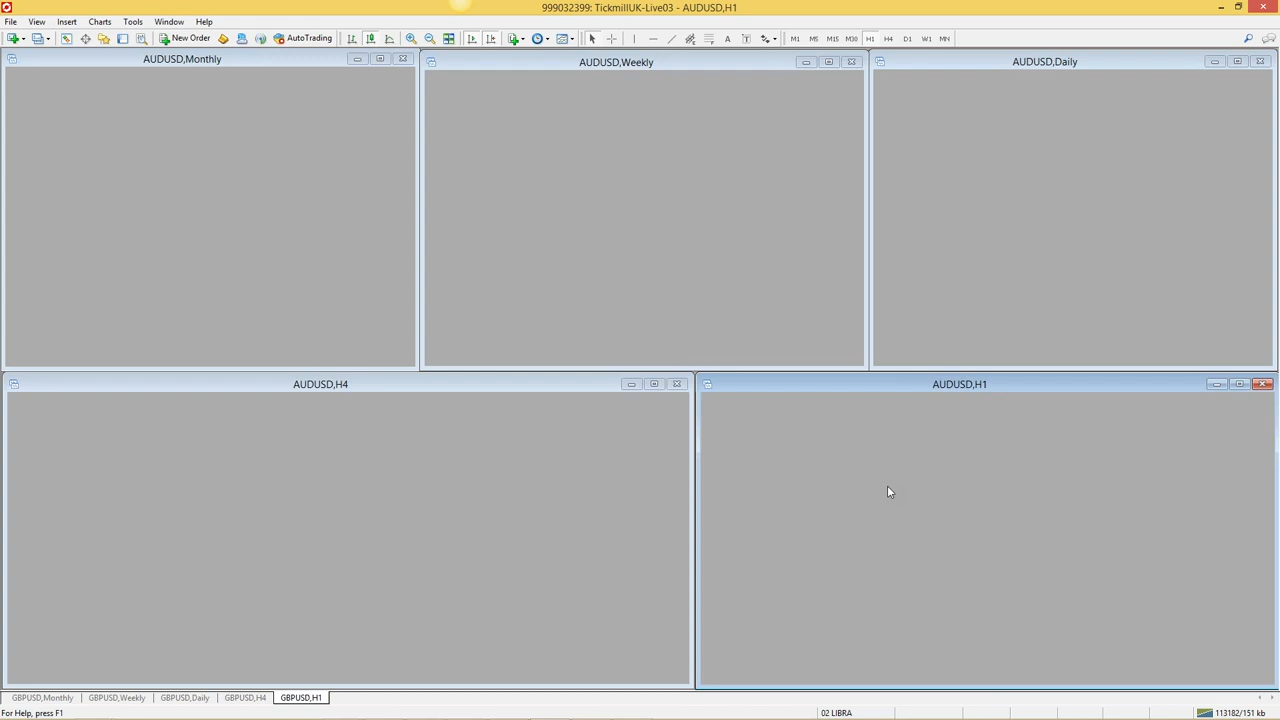 999032399: TickmillUK-Live03 - AUDUSD,H1
File View Insert Charts Tools Window Help
New Order AutoTrading A T M1 M5 M15 M30 H1 H4 D1 W1 MN
AUDUSD,Monthly
AUDUSD,Weekly
AUDUSD,Daily
AUDUSD,H4
AUDUSD,H1
GBPUSD,Monthly GBPUSD,Weekly GBPUSD,Daily GBPUSD,H4 GBPUSD,H1
For Help, press F1
02 LIBRA
113182/151 kb